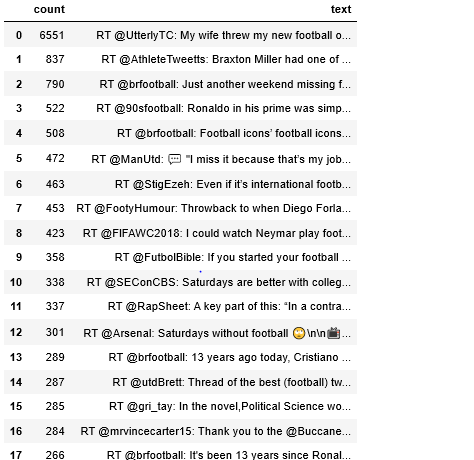 count text
0 6551 RT @UtterlyTC: My wife threw my new football o...
1 837 RT @AthleteTweetts: Braxton Miller had one of ...
2 790 RT @brfootball: Just another weekend missing f...
3 522 RT @90sfootball: Ronaldo in his prime was simp...
4 508 RT @brfootball: Football icons’ football icons...
5 472 RT @ManUtd: 💬 "I miss it because that's my job...
6 463 RT @StigEzeh: Even if it’s international footb...
7 453 RT @FootyHumour: Throwback to when Diego Forla...
8 423 RT @FIFAWC2018: I could watch Neymar play foot...
9 358 RT @FutbolBible: If you started your football ...
10 338 RT @SEConCBS: Saturdays are better with colleg...
11 337 RT @RapSheet: A key part of this: “In a contra...
12 301 RT @Arsenal: Saturdays without football 🙄\n\n📺...
13 289 RT @brfootball: 13 years ago today, Cristiano ...
14 287 RT @utdBrett: Thread of the best (football) tw...
15 285 RT @gri_tay: In the novel,Political Science wo...
16 284 RT @mrvincecarter15: Thank you to the @Buccane...
17 266 RT @brfootball: It's been 13 years since Ronal...